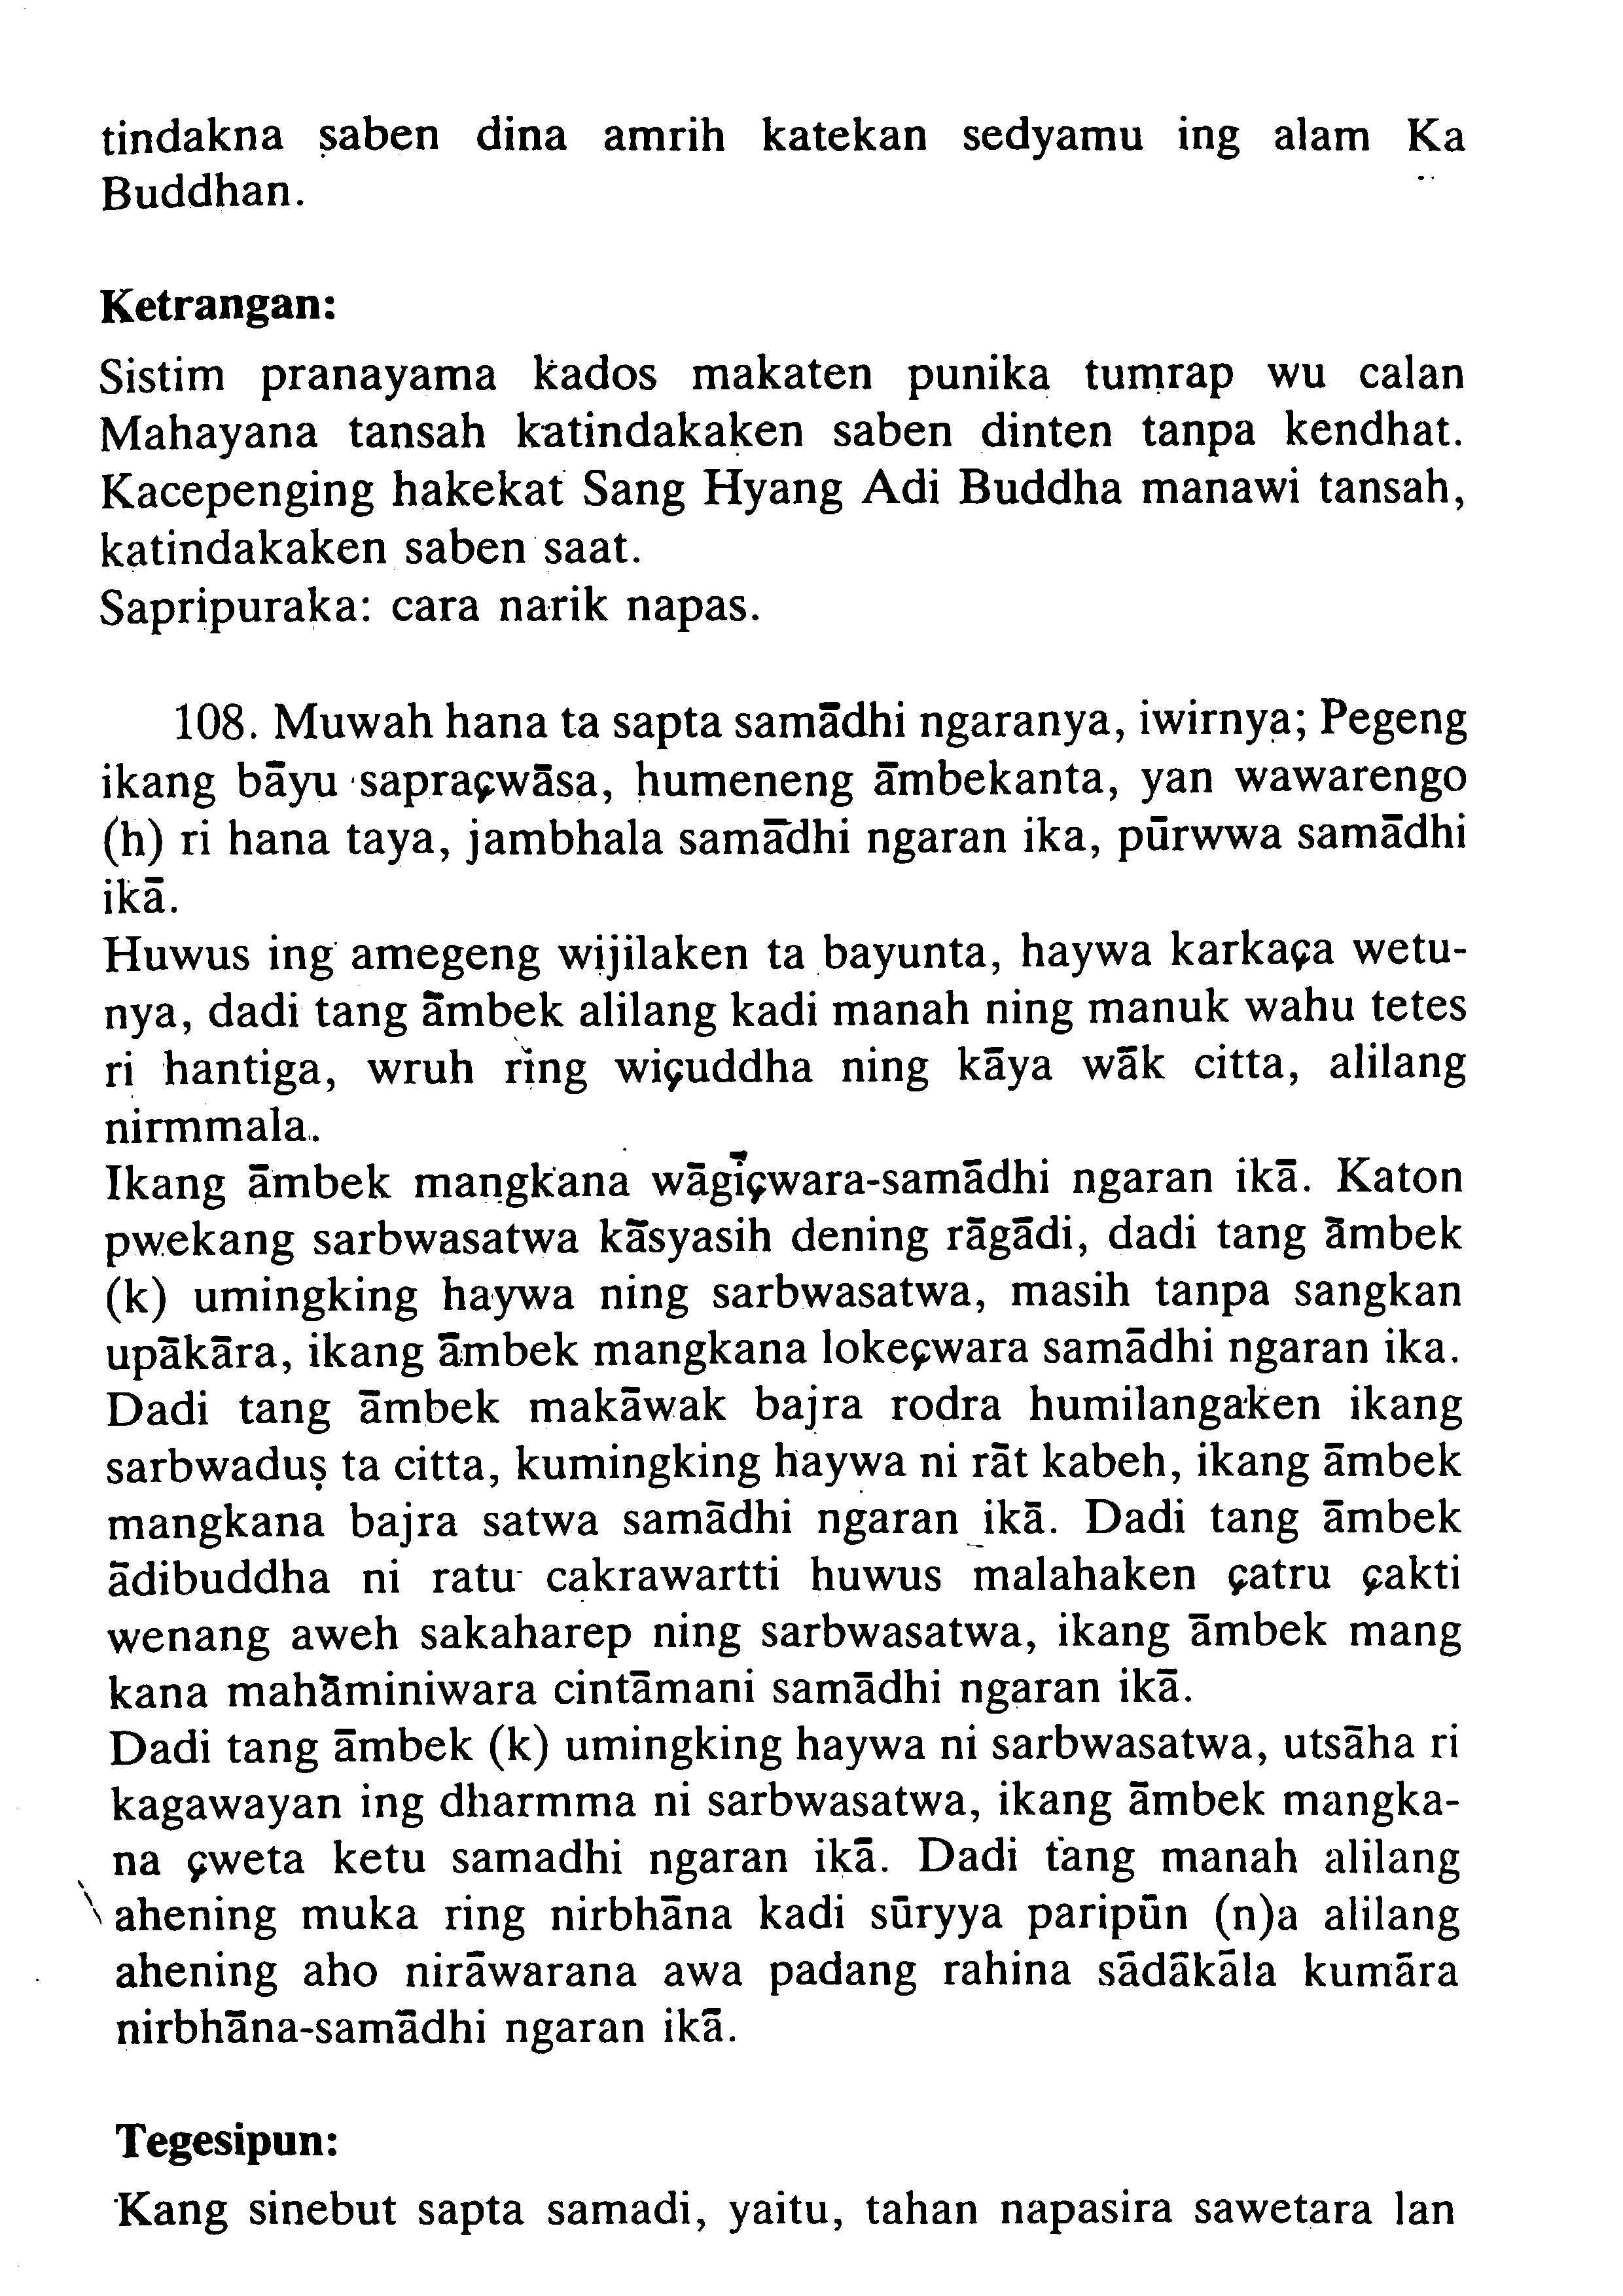 tindakna saben dina amrih katekan sedyamu ing alam Ka
Buddhan.
Ketrangan:
Sistim pranayama kados makaten punika tumrap wu calan
Mahayana tansah katindakaken saben dinten tanpa kendhat.
Kacepenging hakekat Sang Hyang Adi Buddha manawi tansah,
katindakaken saben saat.
Sapripuraka: cara narik napas.
108. Muwah hana ta sapta samādhi ngaranya, iwirnya; Pegeng
ikang bāyu sapraçwāsa, humeneng āmbekanta, yan wawarengo
(h) ri hana taya, jambhala samādhi ngaran ika, pūrwwa samādhi
ikā.
Huwus ing amegeng wijilaken ta bayunta, haywa karkaça wetu-
nya, dadi tang āmbek alilang kadi manah ning manuk wahu tetes
ri hantiga, wruh ring wiçuddha ning kāya wāk citta, alilang
nirmmala.
Ikang āmbek mangkana wāgīçwara-samādhi ngaran ikā. Katon
pwekang sarbwasatwa kāsyasih dening rāgādi, dadi tang āmbek
(k) umingking haywa ning sarbwasatwa, masih tanpa sangkan
upākāra, ikang āmbek mangkana lokeçwara samādhi ngaran ika.
Dadi tang āmbek makāwak bajra rodra humilangaken ikang
sarbwaduṣ ta citta, kumingking haywa ni rāt kabeh, ikang āmbek
mangkana bajra satwa samādhi ngaran ikā. Dadi tang āmbek
ādibuddha ni ratu cakrawartti huwus malahaken çatru çakti
wenang aweh sakaharep ning sarbwasatwa, ikang āmbek mang
kana mahāminiwara cintāmani samādhi ngaran ikā.
Dadi tang āmbek (k) umingking haywa ni sarbwasatwa, utsāha ri
kagawayan ing dharmma ni sarbwasatwa, ikang āmbek mangka-
na çweta ketu samadhi ngaran ikā. Dadi tang manah alilang
ahening muka ring nirbhāna kadi sūryya paripūn (n)a alilang
ahening aho nirāwarana awa padang rahina sādākāla kumāra
nirbhāna-samādhi ngaran ikā.
Tegesipun:
Kang sinebut sapta samadi, yaitu, tahan napasira sawetara lan